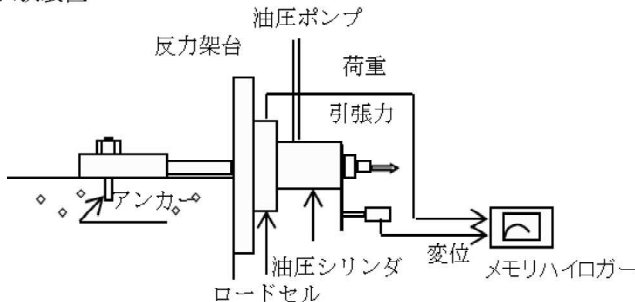 油圧ポンプ
反力架台
荷重
引張力
アンカー
変位
油圧シリンダ
メモリハイロガー
ロードセル